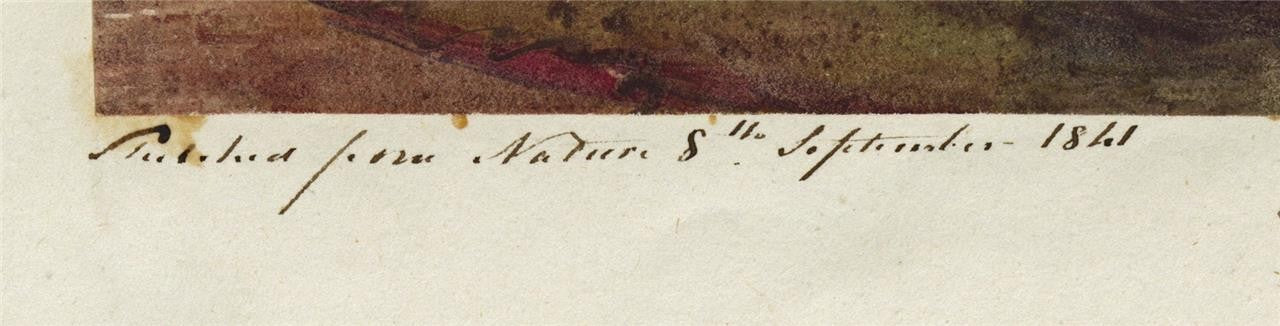 Sketched from Nature 8th September 1841